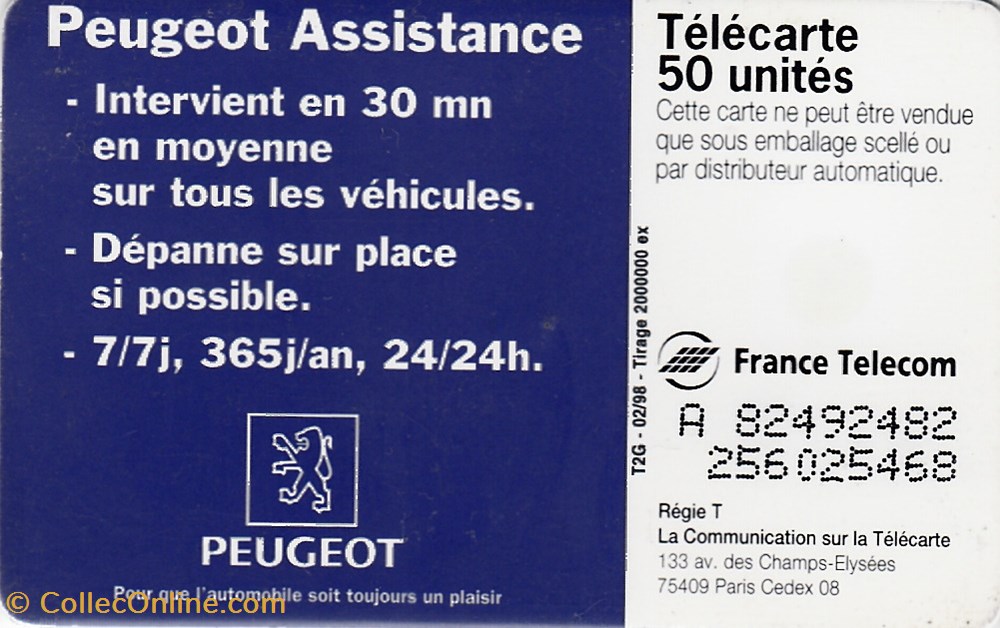 Peugeot Assistance
- Intervient en 30 mn
en moyenne
sur tous les véhicules.
- Dépanne sur place
si possible.
- 7/7j, 365j/an, 24/24h.
PEUGEOT
Pour que l'automobile soit toujours un plaisir
© CollecOnline.com
T2G - 02/98 - Tirage 2000000 ex
Télécarte
50 unités
Cette carte ne peut être vendue
que sous emballage scellé ou
par distributeur automatique.
France Telecom
A 82492482
256025468
Régie T
La Communication sur la Télécarte
133 av. des Champs-Elysées
75409 Paris Cedex 08